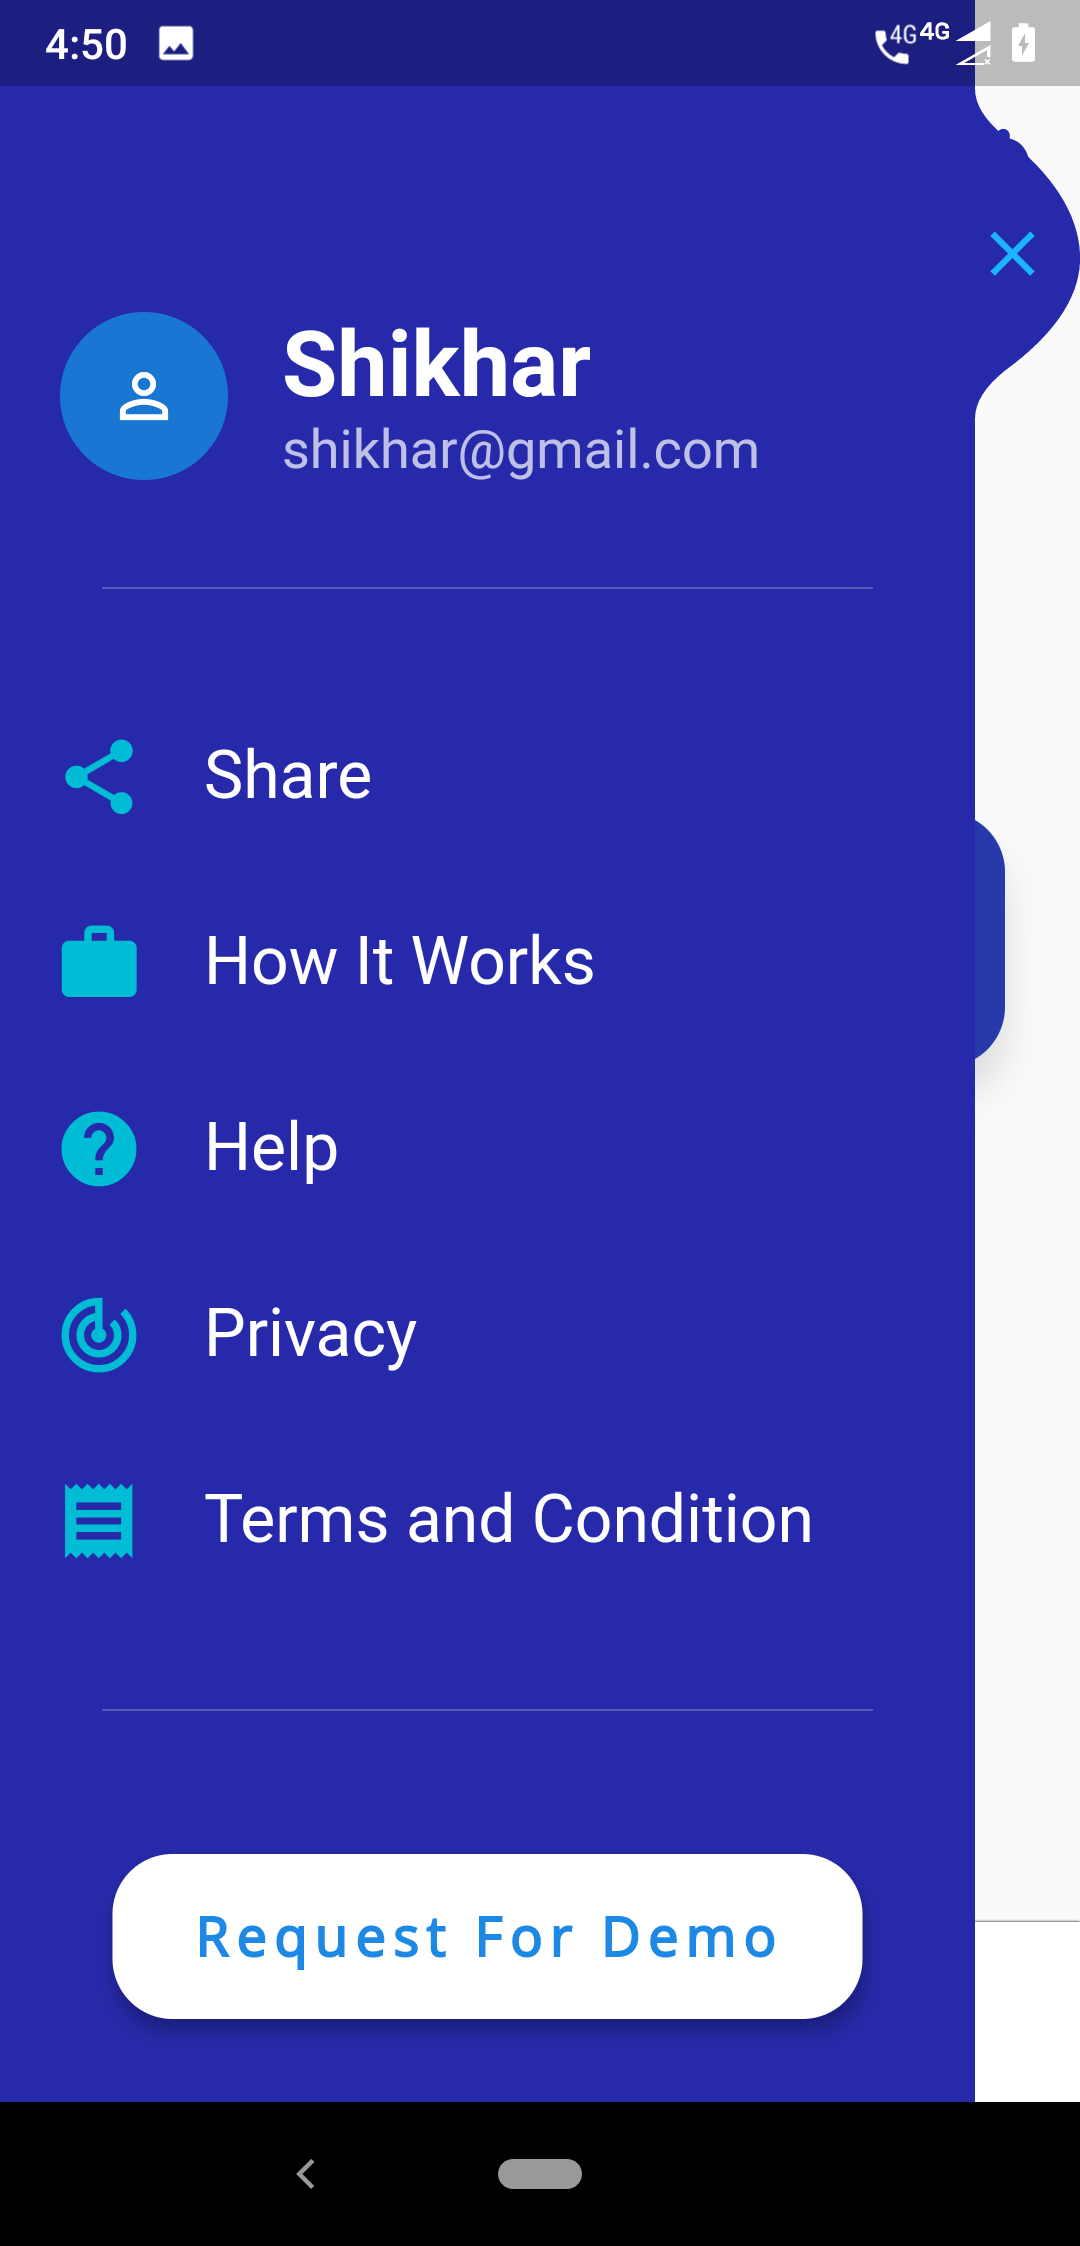 4:50
4G 4G
Shikhar
shikhar@gmail.com
Share
How It Works
Help
Privacy
Terms and Condition
Request For Demo